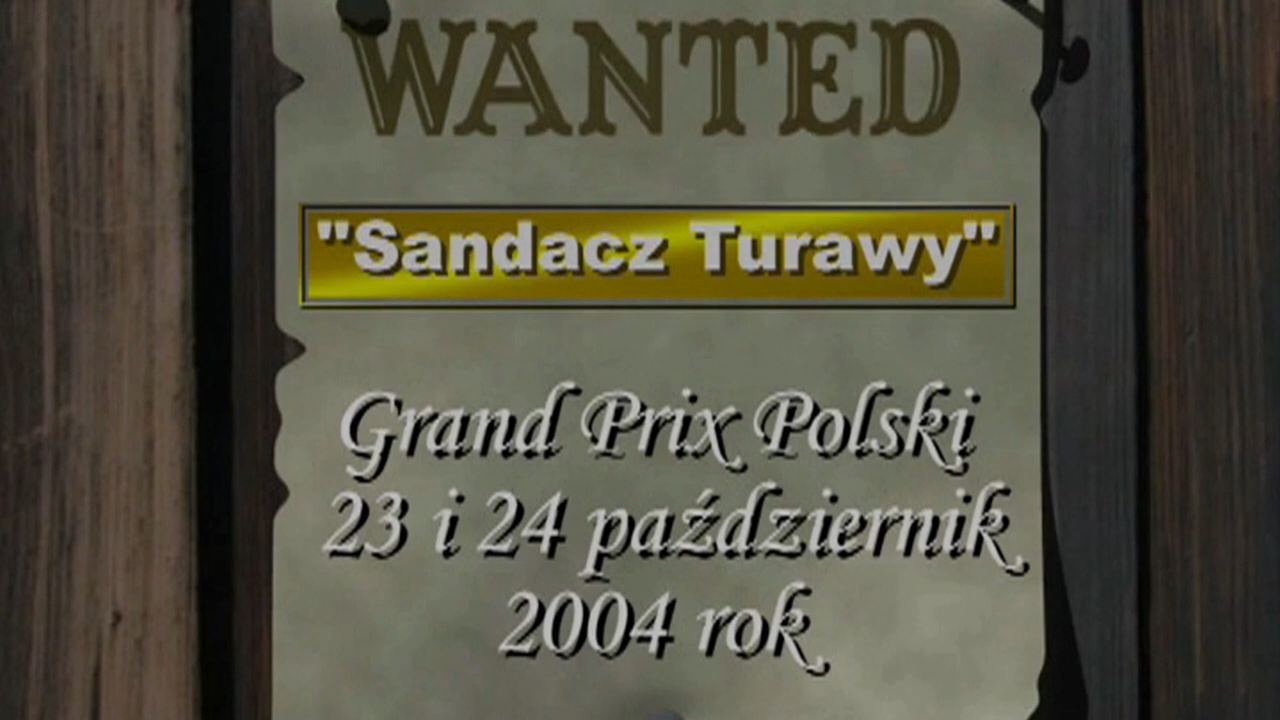 WANTED
"Sandacz Turawy"
Grand Prix Polski
23 i 24 październik
2004 rok